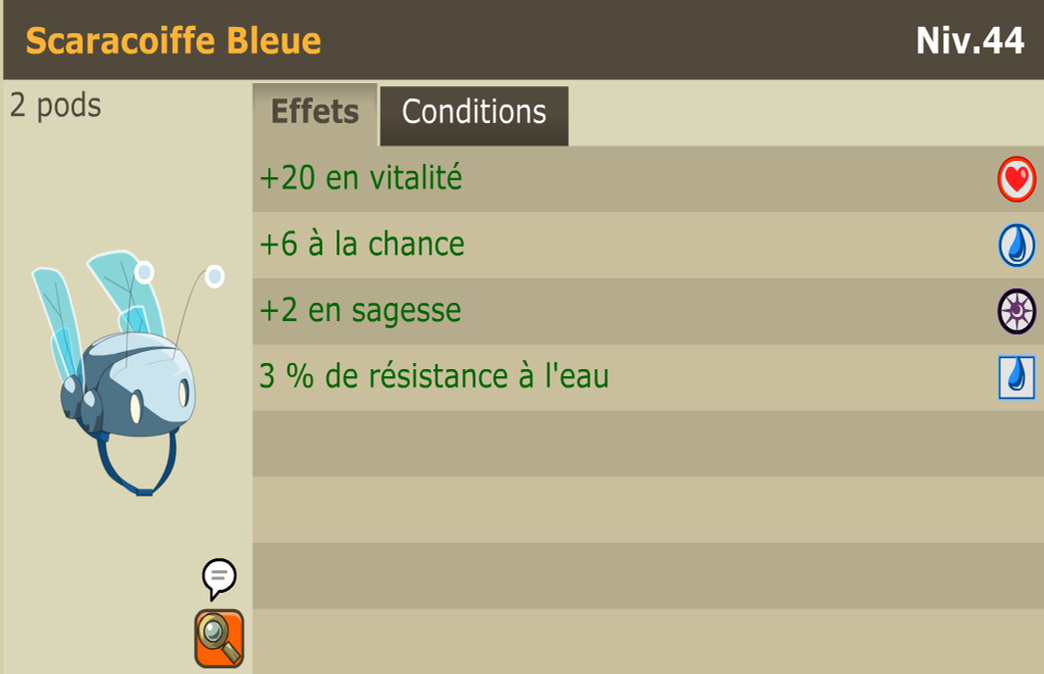 Scaracoiffe Bleue
Niv.44
2 pods
Effets
Conditions
+20 en vitalité
+6 à la chance
+2 en sagesse
3 % de résistance à l'eau